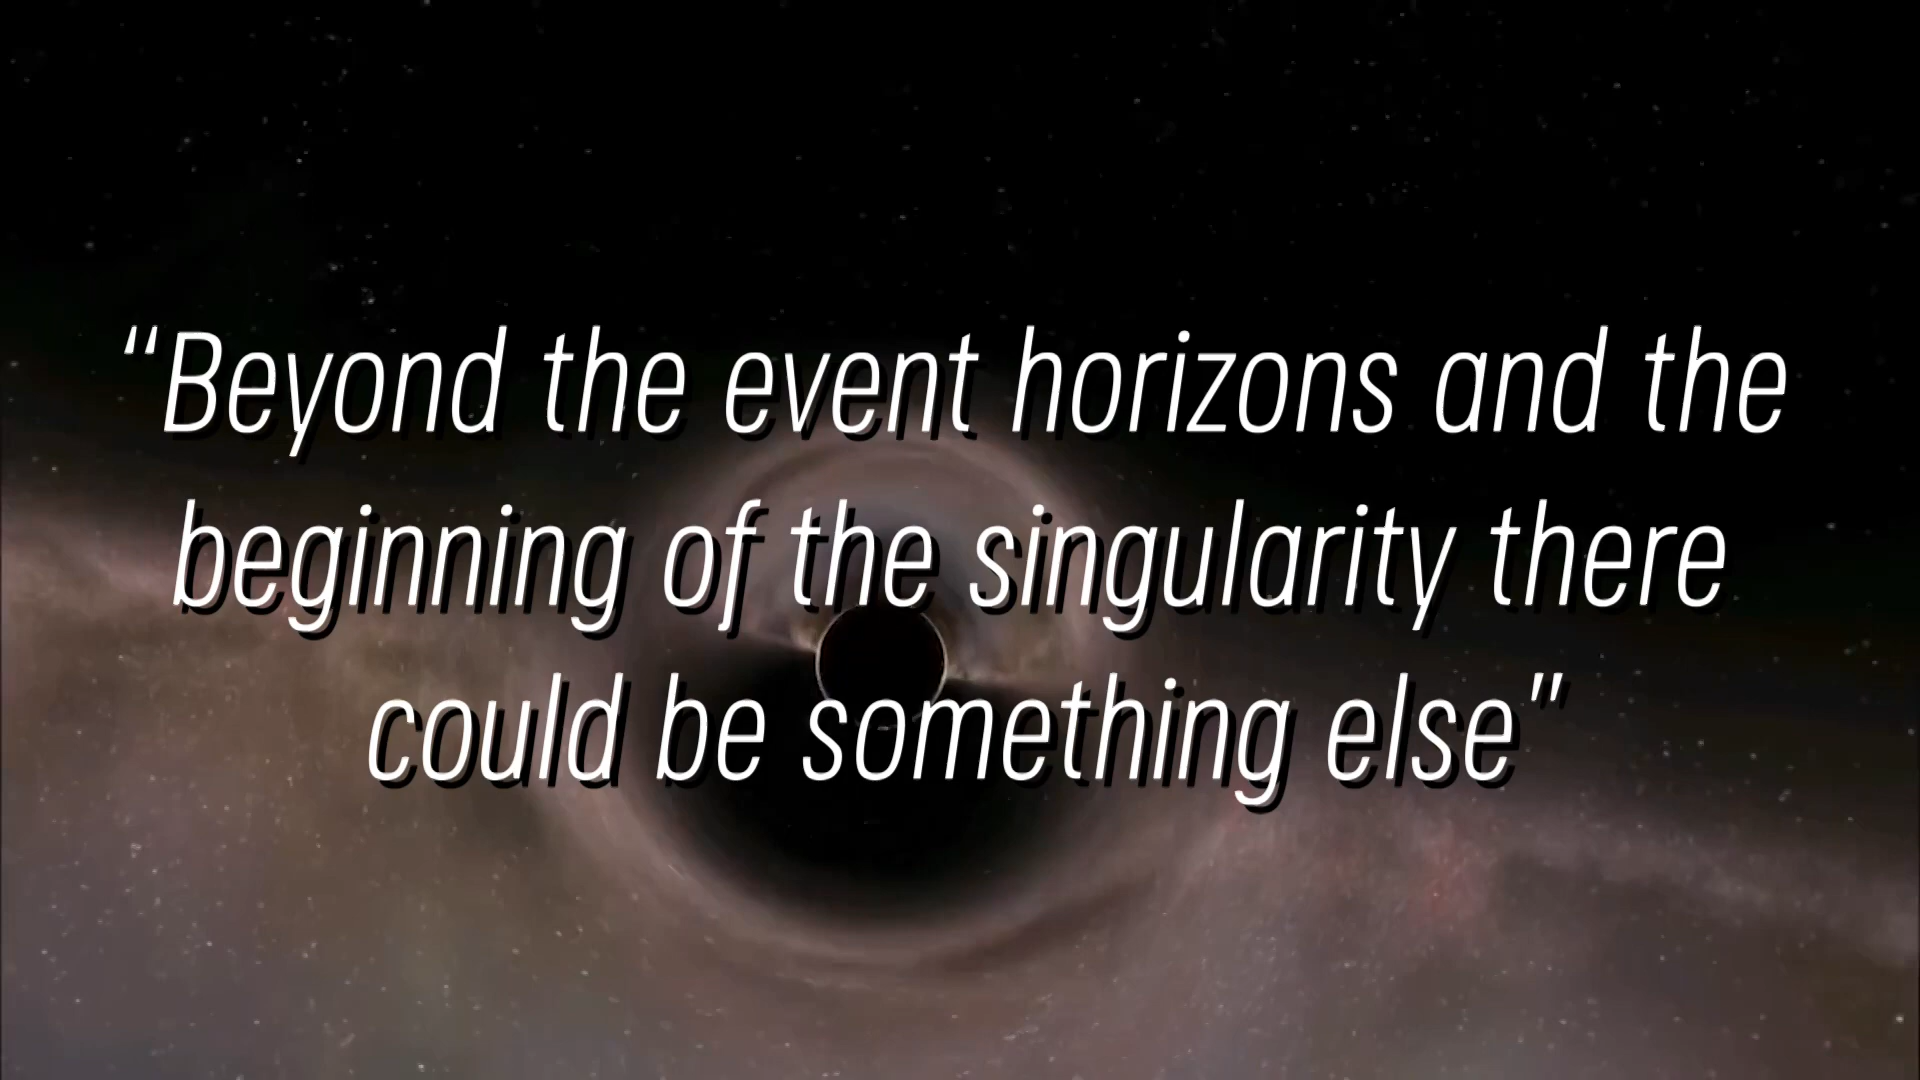 “Beyond the event horizons and the
beginning of the singularity there
could be something else”